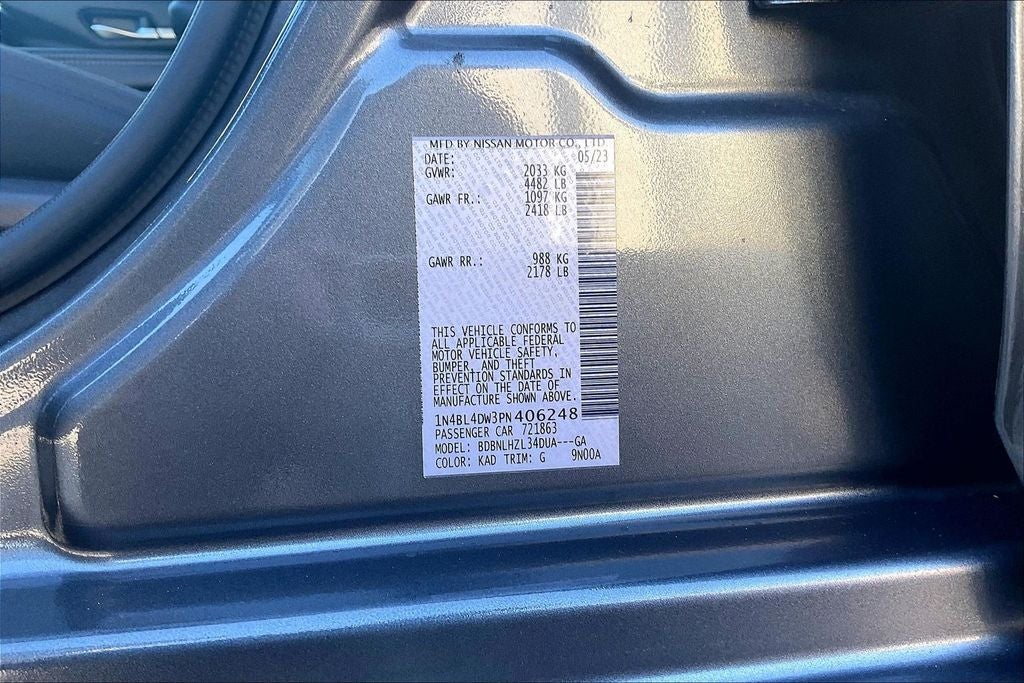 MFD BY NISSAN MOTOR CO., LTD
DATE: 05/23
GVWR: 2033 KG
4482 LB
GAWR FR.: 1097 KG
2418 LB
GAWR RR.: 988 KG
2178 LB
THIS VEHICLE CONFORMS TO
ALL APPLICABLE FEDERAL
MOTOR VEHICLE SAFETY,
BUMPER, AND THEFT
PREVENTION STANDARDS IN
EFFECT ON THE DATE OF
MANUFACTURE SHOWN ABOVE.
1N4BL4DW3PN406248
PASSENGER CAR 721863
MODEL: BDBNLHZL34DUA---GA
COLOR: KAD TRIM: G 9N00A